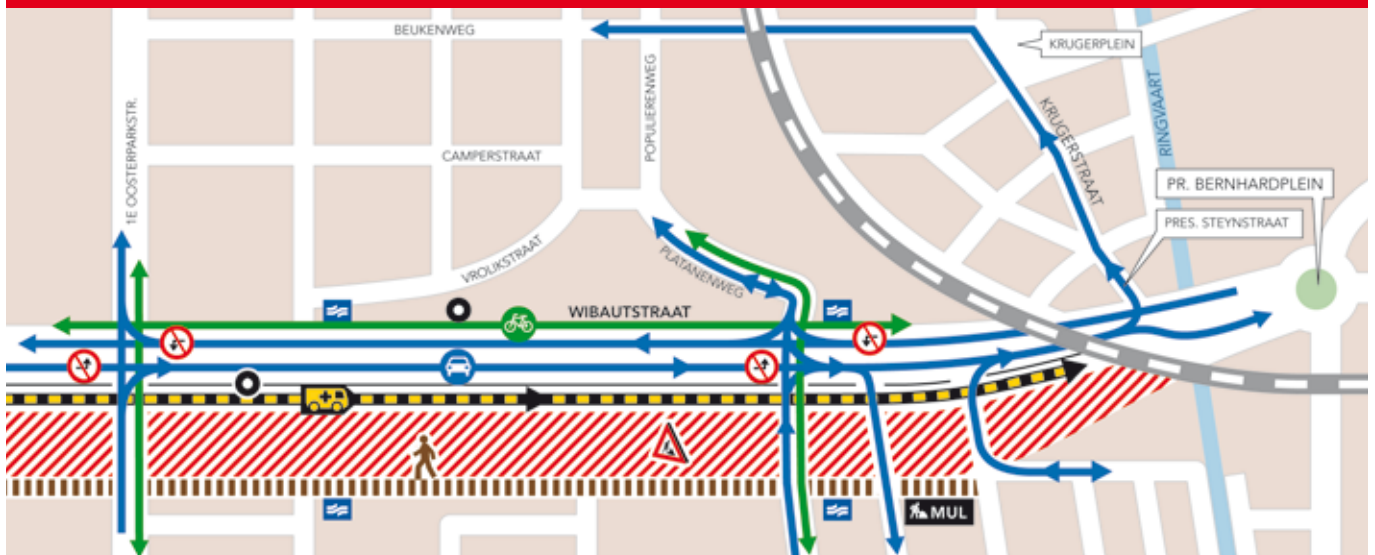 BEUKENWEG
KRUGERPLEIN
1E OOSTERPARKSTR.
POPULIERENWEG
RINGVAART
KRUGERSTRAAT
CAMPERSTRAAT
PR. BERNHARDPLEIN
PRES. STEYNSTRAAT
VROLIKSTRAAT
PLATANENWEG
WIBAUTSTRAAT
MUL